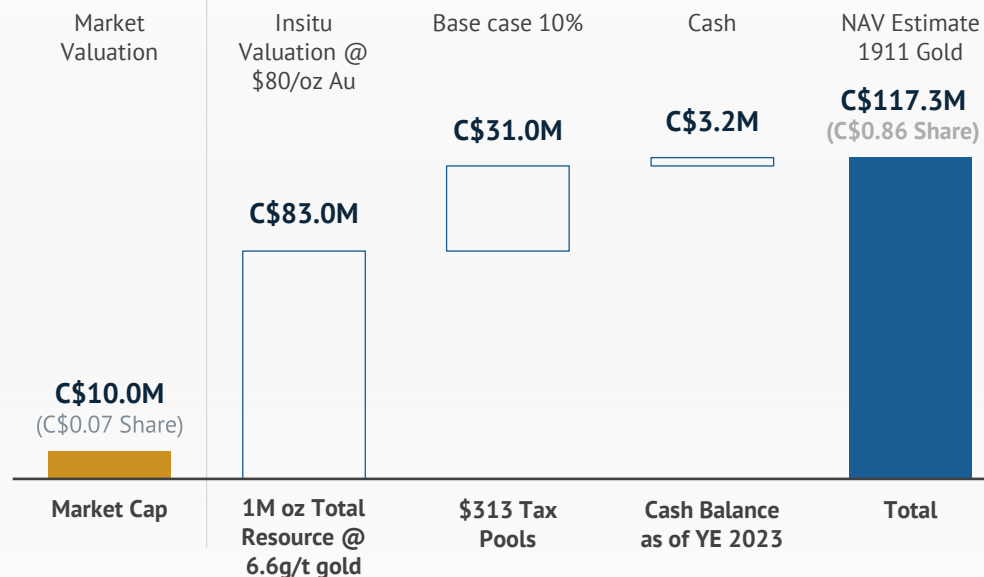 Market
Valuation
Insitu
Valuation @
$80/oz Au
Base case 10%
Cash
NAV Estimate
1911 Gold
C$117.3M
(C$0.86 Share)
C$3.2M
C$31.0M
C$83.0M
C$10.0M
(C$0.07 Share)
Market Cap
1M oz Total
Resource @
6.6g/t gold
$313 Tax
Pools
Cash Balance
as of YE 2023
Total